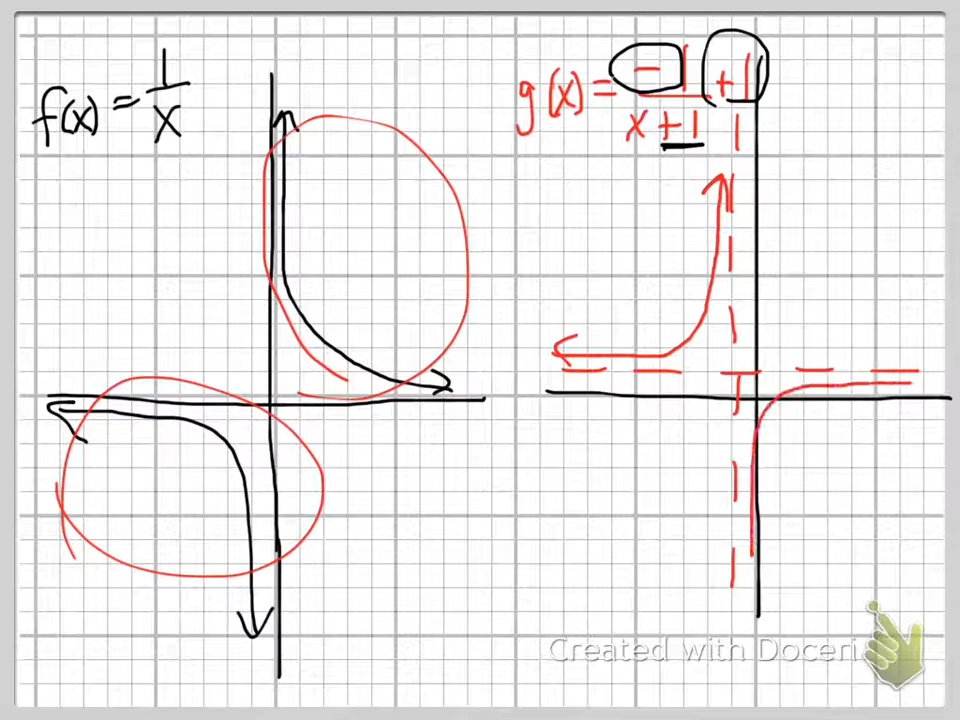 f(x) = 1/x
g(x) = -1/(x+1) + 1
Created with Doceri